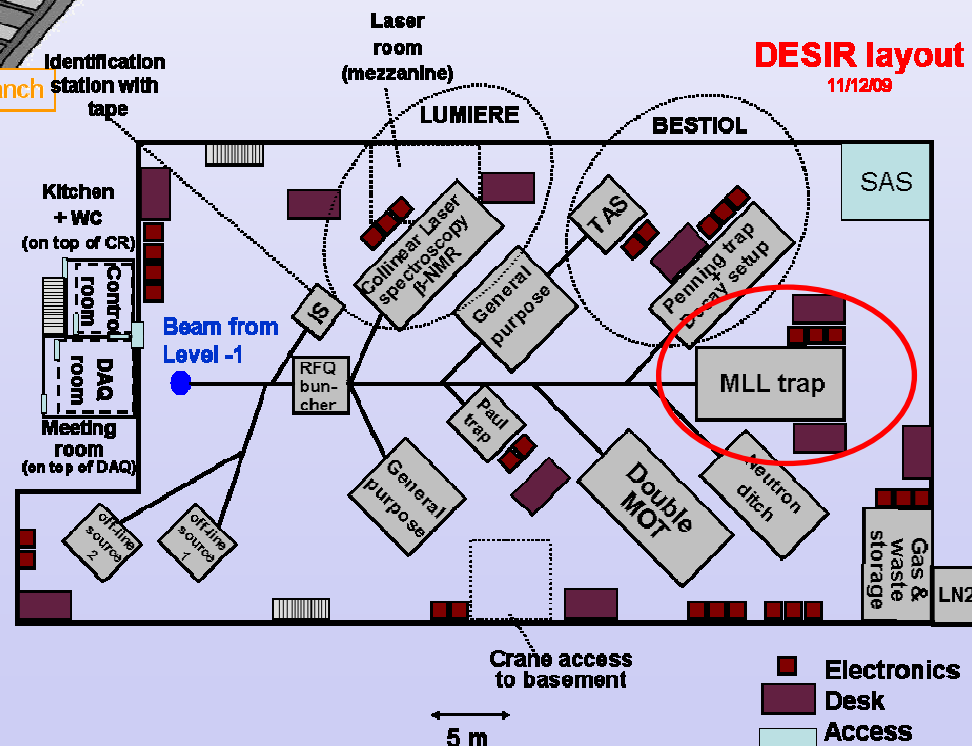 Laser
room
(mezzanine)
DESIR layout
11/12/09
Identification
station with
tape
nch
LUMIERE
BESTIOL
SAS
Kitchen
+ WC
(on top of CR)
Control
room
DAQ
room
Meeting
room
(on top of DAQ)
Beam from
Level -1
IS
RFQ
bun-
cher
Collinear Laser
spectroscopy
β-NMR
General
purpose
TAS
Penning trap
+
Decay setup
MLL trap
Paul
trap
General
purpose
Double
MOT
Neutron
ditch
off-line
source
2
off-line
source
1
Gas &
waste
storage
LN2
Crane access
to basement
5 m
Electronics
Desk
Access